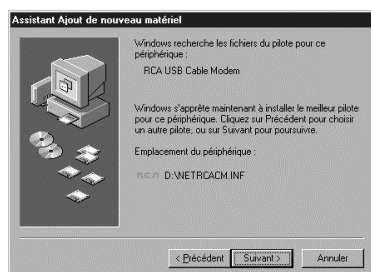 Assistant Ajout de nouveau matériel
Windows recherche les fichiers du pilote pour ce
périphérique :
RCA USB Cable Modem
Windows s'apprête maintenant à installer le meilleur pilote
pour ce périphérique. Cliquez sur Précédent pour choisir
un autre pilote, ou sur Suivant pour poursuivre.
Emplacement du périphérique :
RCA D:\NETRCACM.INF
< Précédent Suivant > Annuler